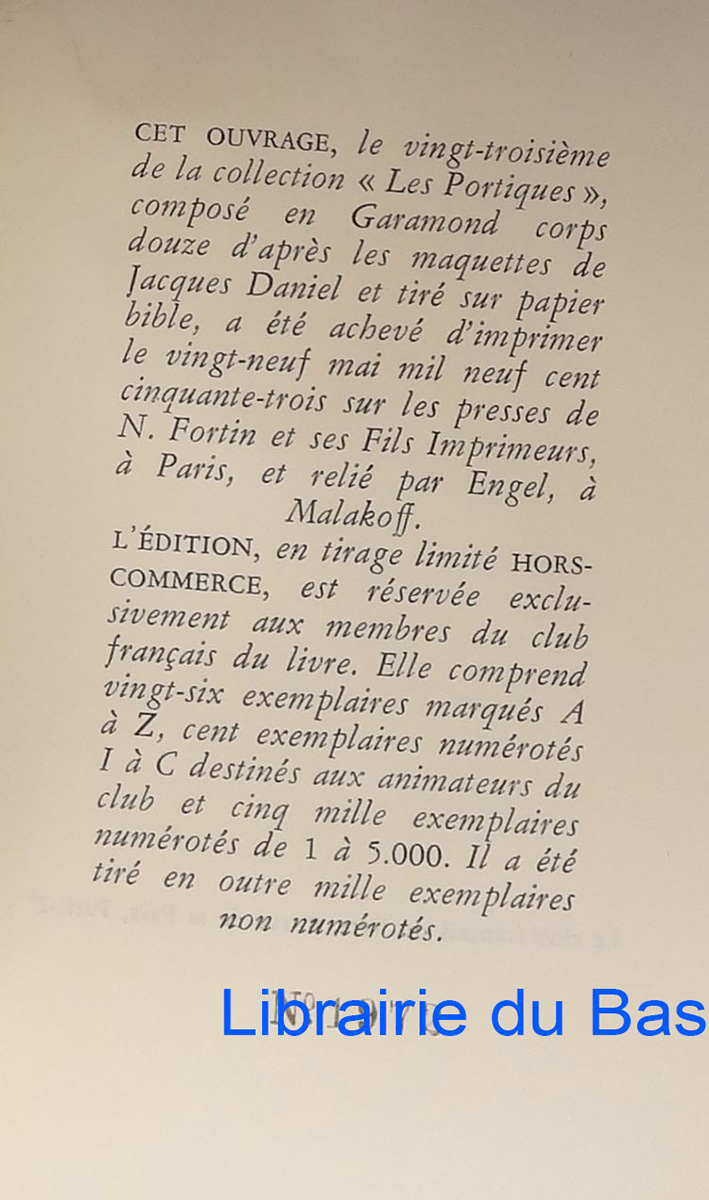 CET OUVRAGE, le vingt-troisième
de la collection « Les Portiques »,
composé en Garamond corps
douze d'après les maquettes de
Jacques Daniel et tiré sur papier
bible, a été achevé d'imprimer
le vingt-neuf mai mil neuf cent
cinquante-trois sur les presses de
N. Fortin et ses Fils Imprimeurs,
à Paris, et relié par Engel, à
Malakoff.
L'ÉDITION, en tirage limité HORS-
COMMERCE, est réservée exclu-
sivement aux membres du club
français du livre. Elle comprend
vingt-six exemplaires marqués A
à Z, cent exemplaires numérotés
I à C destinés aux animateurs du
club et cinq mille exemplaires
numérotés de 1 à 5.000. Il a été
tiré en outre mille exemplaires
non numérotés.
Librairie du Bas